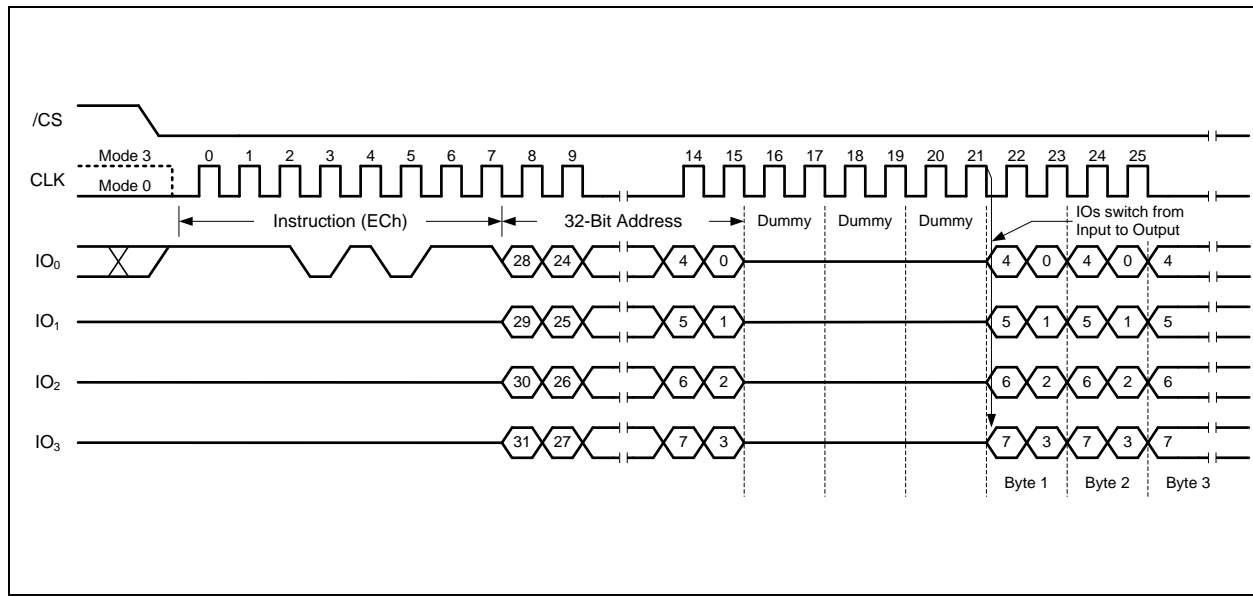 /CS
Mode 3 0 1 2 3 4 5 6 7 8 9 14 15 16 17 18 19 20 21 22 23 24 25
CLK
Mode 0
Instruction (ECh) 32-Bit Address Dummy Dummy Dummy IOs switch from
Input to Output
IO0 28 24 4 0 4 0 4 0 4
IO1 29 25 5 1 5 1 5 1 5
IO2 30 26 6 2 6 2 6 2 6
IO3 31 27 7 3 7 3 7 3 7
Byte 1 Byte 2 Byte 3